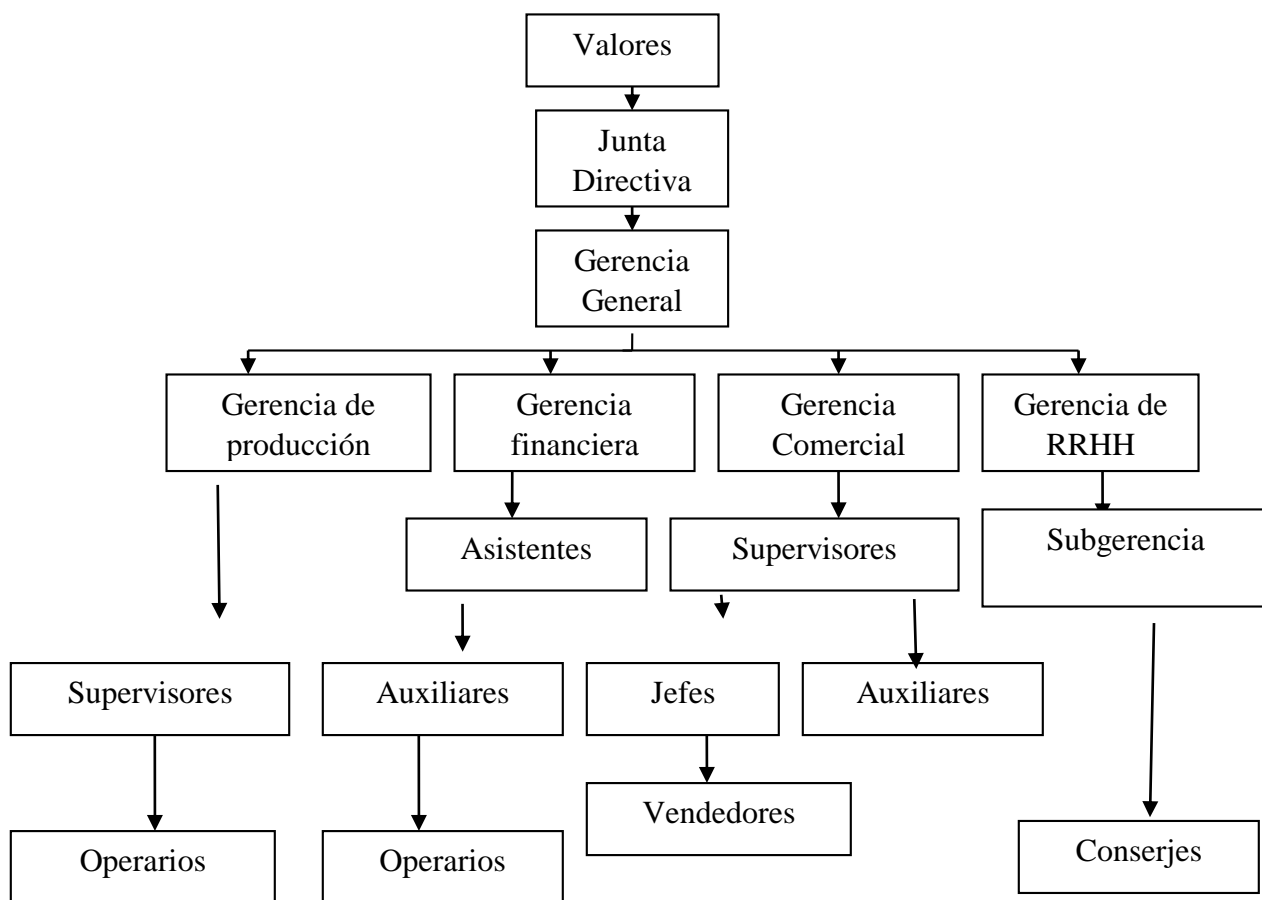 Valores
Junta
Directiva
Gerencia
General
Gerencia de
producción
Gerencia
financiera
Gerencia
Comercial
Gerencia de
RRHH
Asistentes
Supervisores
Subgerencia
Supervisores
Auxiliares
Jefes
Auxiliares
Vendedores
Operarios
Operarios
Conserjes